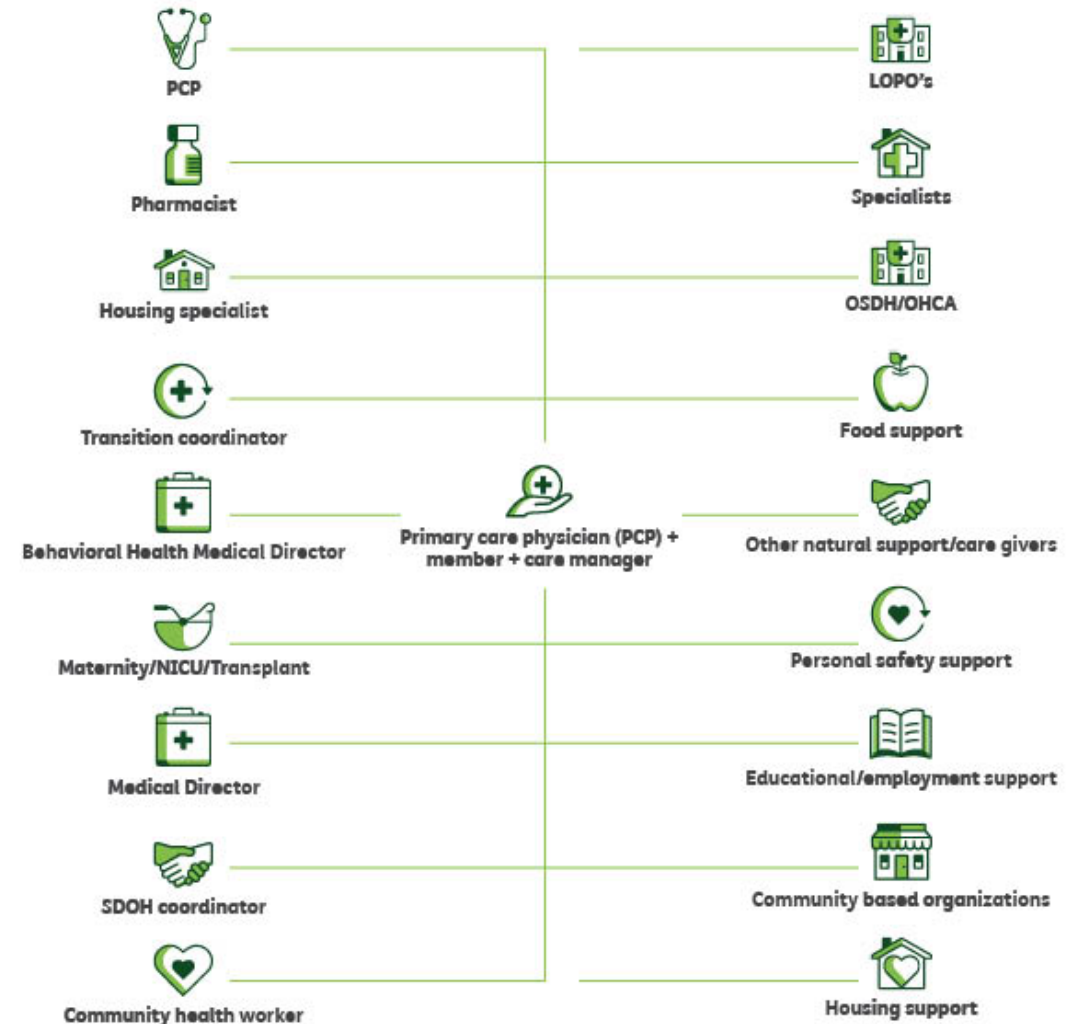 PCP
LOPO's
Pharmacist
Specialists
Housing specialist
OSDH/OHCA
Transition coordinator
Food support
Behavioral Health Medical Director
Primary care physician (PCP) +
member + care manager
Other natural support/care givers
Maternity/NICU/Transplant
Personal safety support
Medical Director
Educational/employment support
SDOH coordinator
Community based organizations
Community health worker
Housing support